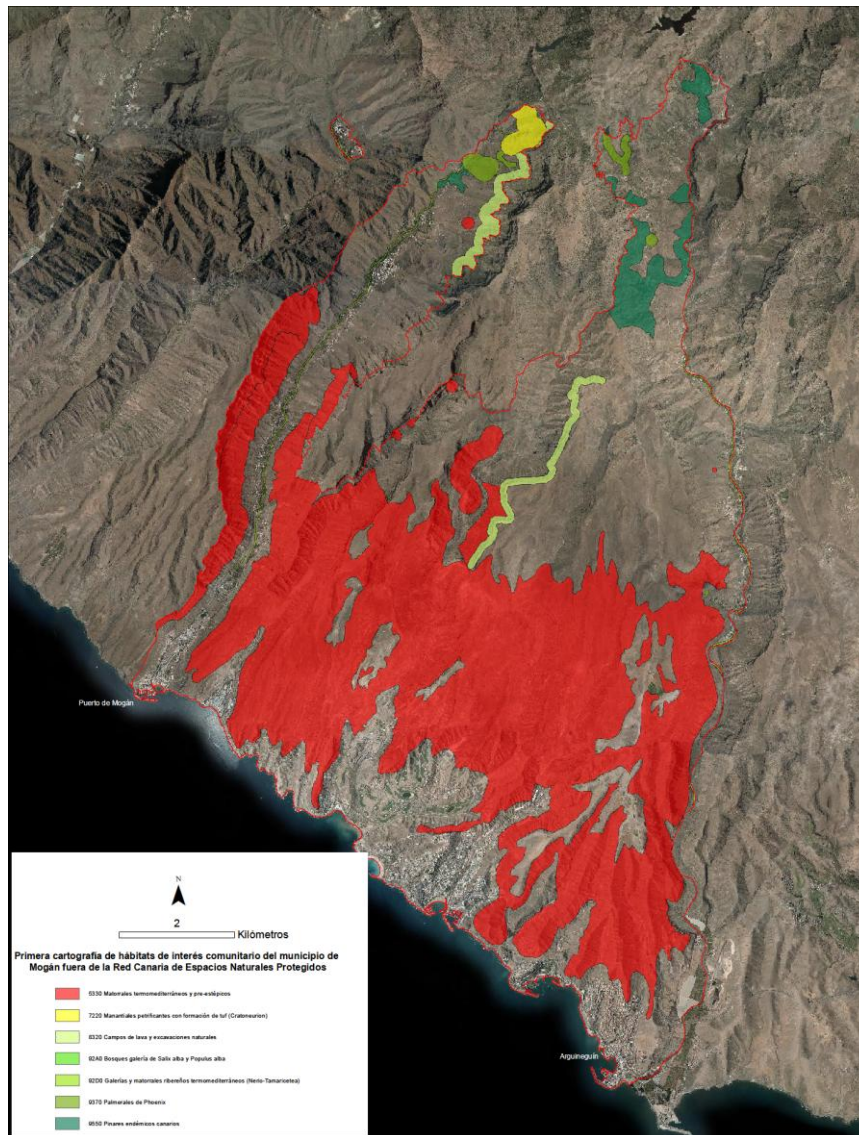 Puerto de Mogán
Arguineguín
N
2
Kilómetros
Primera cartografía de hábitats de interés comunitario del municipio de
Mogán fuera de la Red Canaria de Espacios Naturales Protegidos
5330 Matorrales termomediterráneos y pre-estépicos
7220 Manantiales petrificantes con formación de tuf (Cratoneurion)
8320 Campos de lava y excavaciones naturales
92A0 Bosques galería de Salix alba y Populus alba
92D0 Galerías y matorrales ribereños termomediterráneos (Nerio-Tamaricetea)
9370 Palmerales de Phoenix
9550 Pinares endémicos canarios